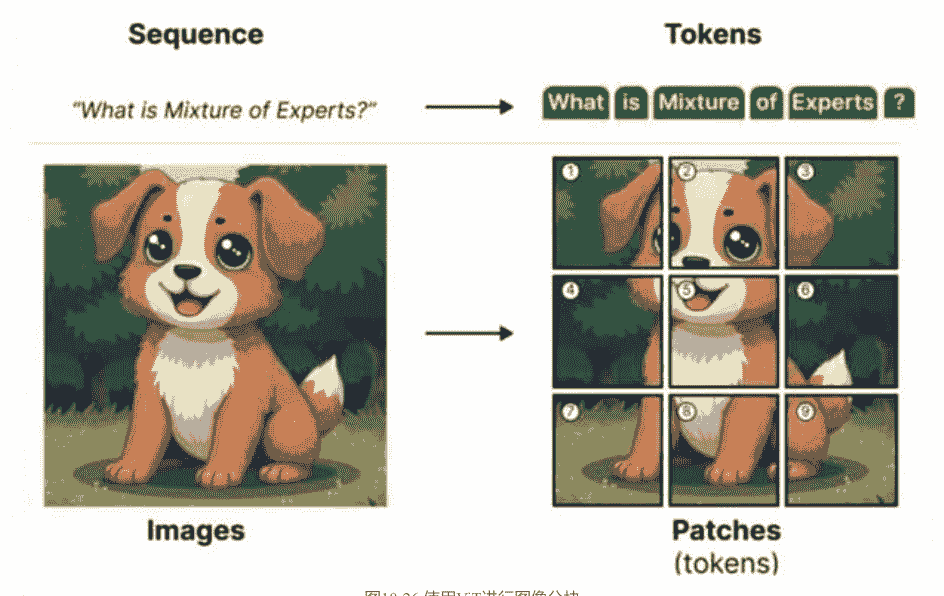 Sequence
Tokens
"What is Mixture of Experts?"
What is Mixture of Experts ?
1 2 3
4 5 6
7 8 9
Images
Patches
(tokens)